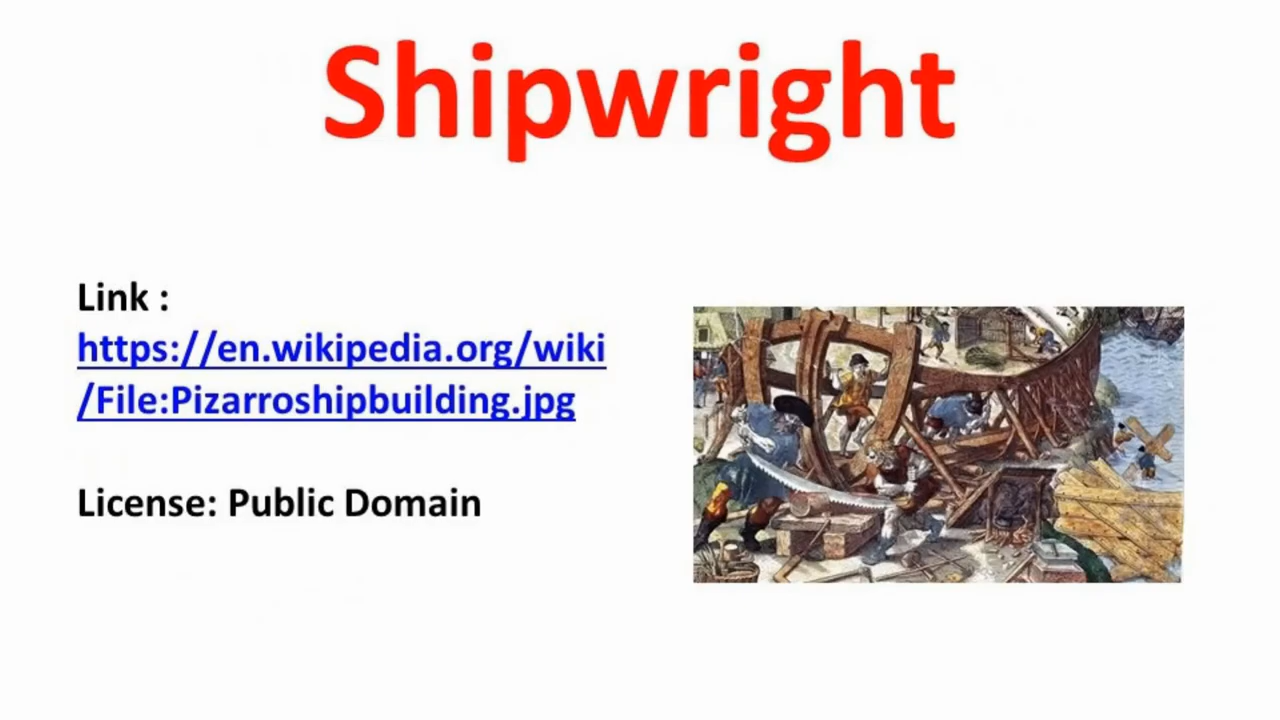 Shipwright
Link :
https://en.wikipedia.org/wiki
/File:Pizarroshipbuilding.jpg
License: Public Domain